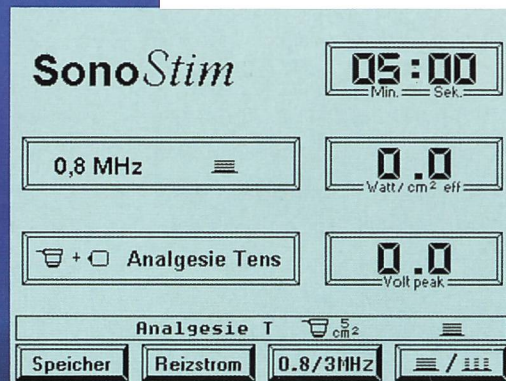 SonoStim
05:00
Min. Sek.
0,8 MHz
0.0
Watt/cm² eff
+ Analgesie Tens
0.0
Volt peak
Analgesie T 5 cm²
Speicher Reizstrom 0.8/3MHz /